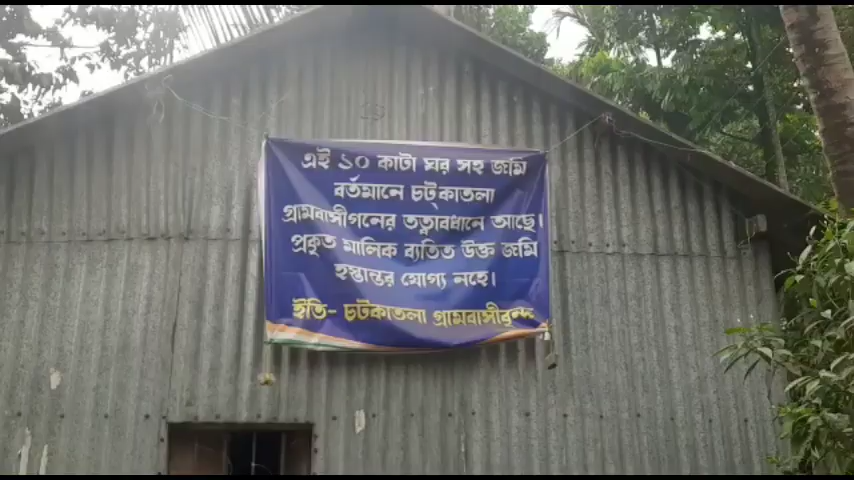 এই ১০ কাটা ঘর সহ জমি
বর্তমানে চট্কাতলা
গ্রামবাসীগনের তত্বাবধানে আছে।
প্রকৃত মালিক ব্যতিত উক্ত জমি
হস্তান্তর যোগ্য নহে।
ইতি- চটকাতলা গ্রামবাসীবৃন্দ